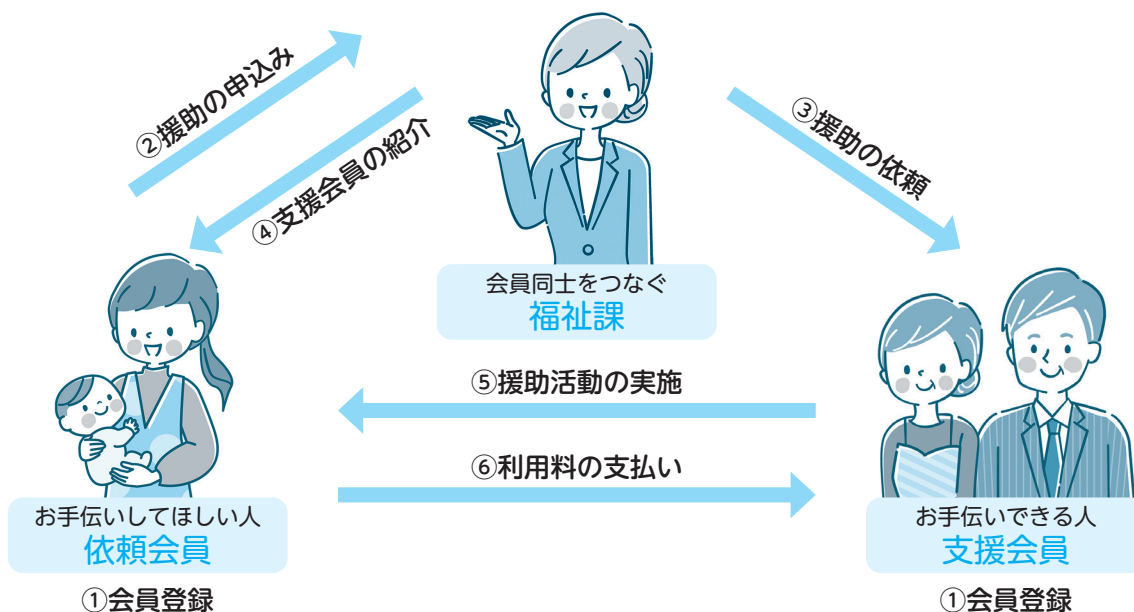 ②援助の申込み
④支援会員の紹介
③援助の依頼
会員同士をつなぐ
福祉課
⑤援助活動の実施
⑥利用料の支払い
お手伝いしてほしい人
依頼会員
①会員登録
お手伝いできる人
支援会員
①会員登録